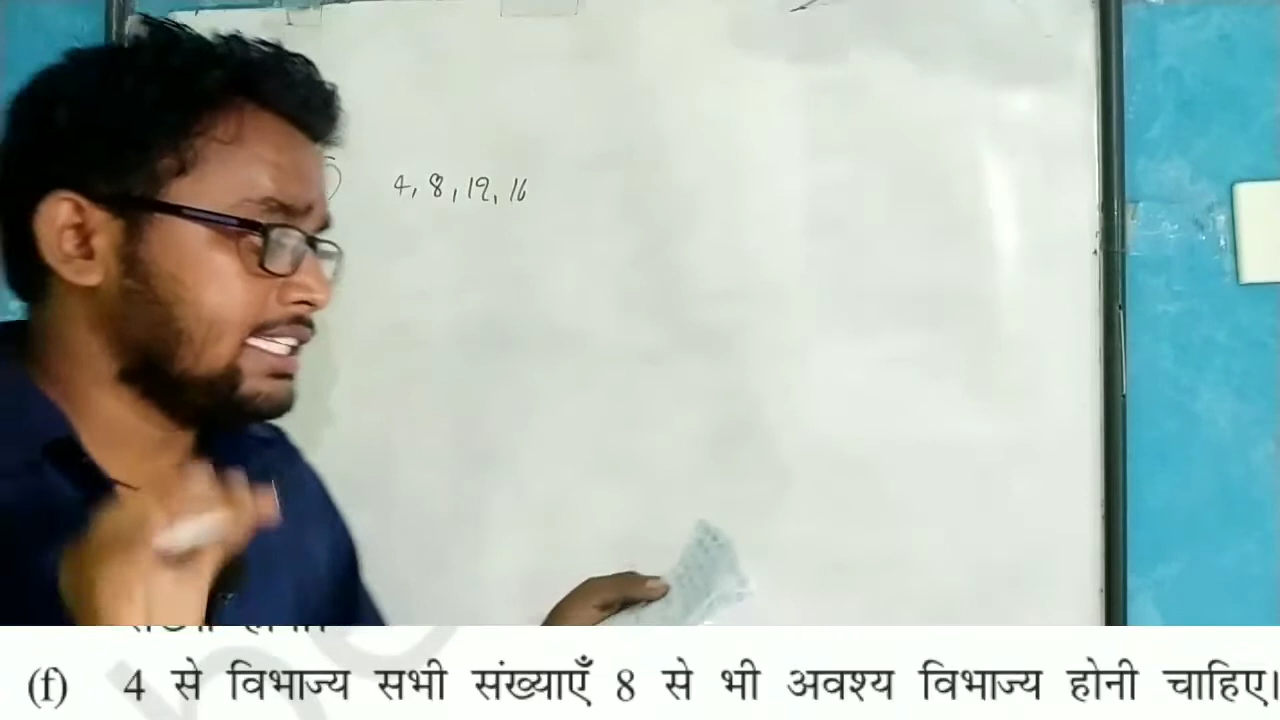 4, 8, 12, 16
(f) 4 से विभाज्य सभी संख्याएँ 8 से भी अवश्य विभाज्य होनी चाहिए।